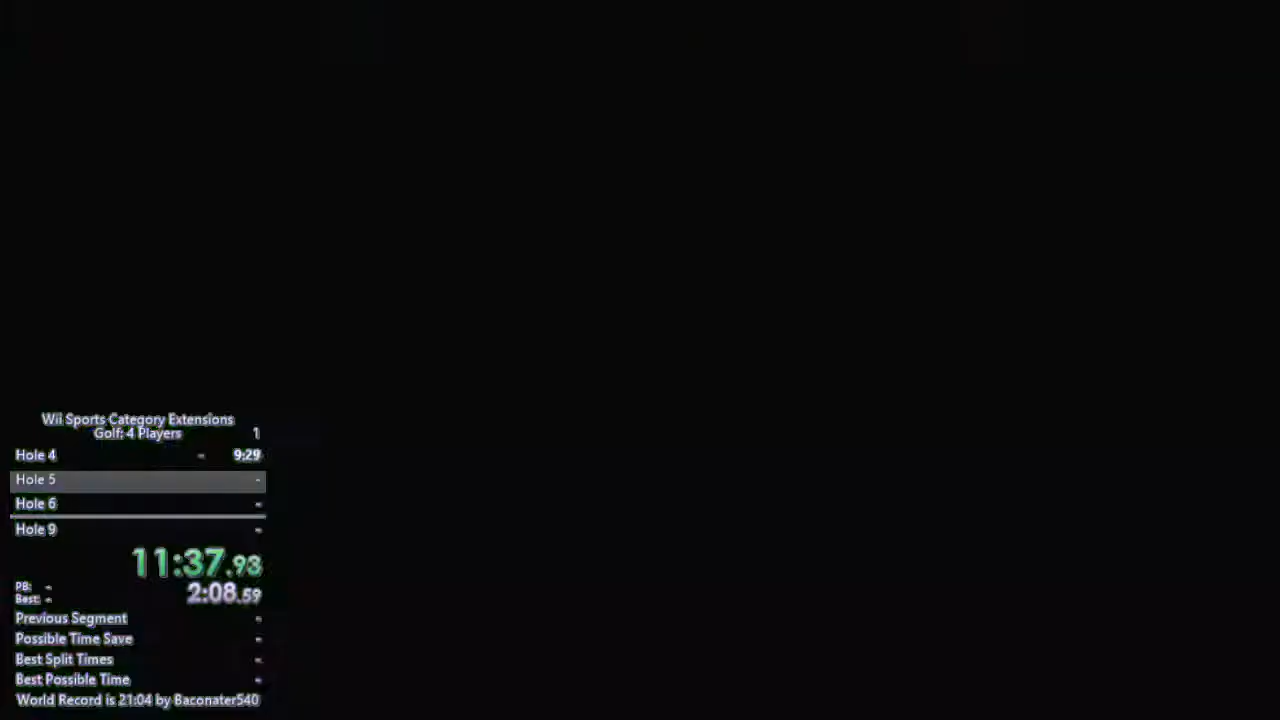 Wii Sports Category Extensions
Golf: 4 Players 1
Hole 4 - 9:29
Hole 5 -
Hole 6 -
Hole 9 -
11:37.93
PB: -
Best: - 2:08.59
Previous Segment -
Possible Time Save -
Best Split Times -
Best Possible Time -
World Record is 21:04 by Baconater540